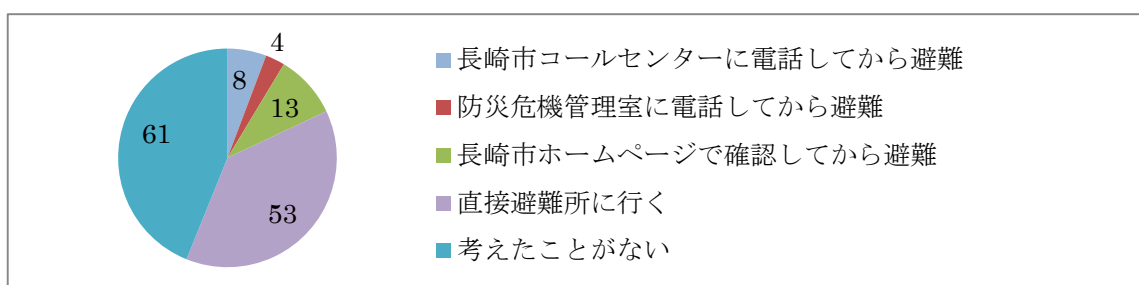 4
8
13
61
53
長崎市コールセンターに電話してから避難
防災危機管理室に電話してから避難
長崎市ホームページで確認してから避難
直接避難所に行く
考えたことがない